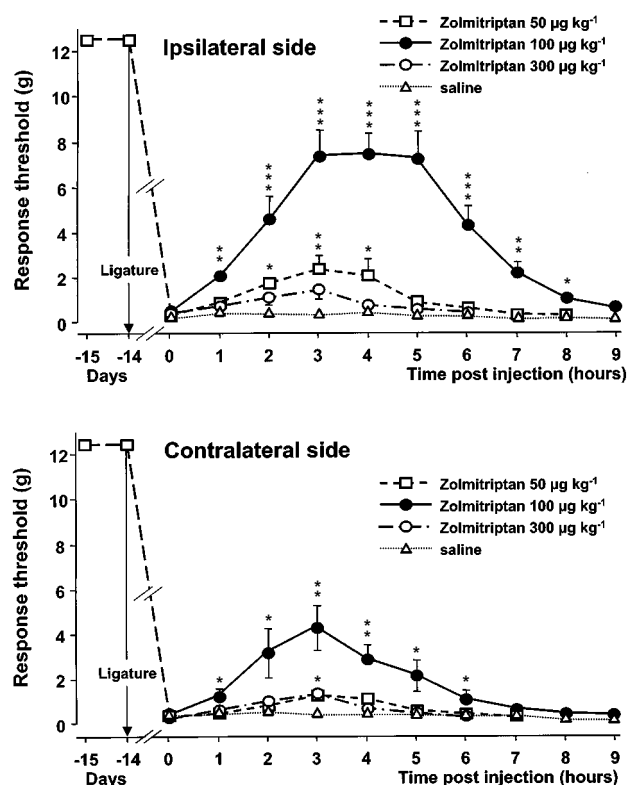 Ipsilateral side
Zolmitriptan 50 µg kg⁻¹
Zolmitriptan 100 µg kg⁻¹
Zolmitriptan 300 µg kg⁻¹
saline
Response threshold (g)
12
10
8
6
4
2
0
Ligature
*** *** ***
*** ***
** ** * ** *
*
-15 -14 0 1 2 3 4 5 6 7 8 9
Days Time post injection (hours)
Contralateral side
Zolmitriptan 50 µg kg⁻¹
Zolmitriptan 100 µg kg⁻¹
Zolmitriptan 300 µg kg⁻¹
saline
Response threshold (g)
12
10
8
6
4
2
0
Ligature
* * ** ** * *
*
-15 -14 0 1 2 3 4 5 6 7 8 9
Days Time post injection (hours)